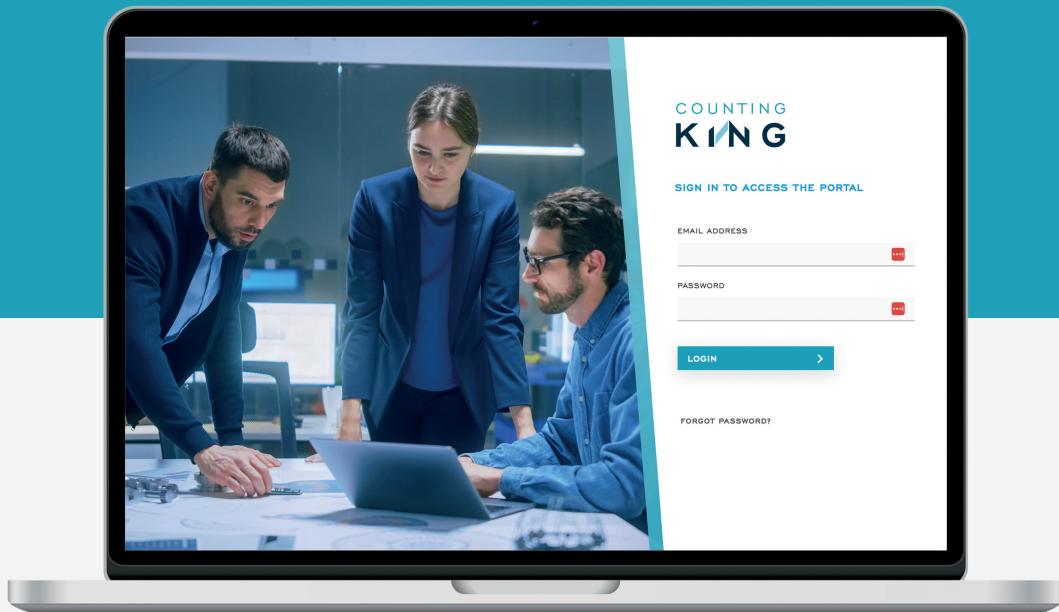 COUNTING
KING
SIGN IN TO ACCESS THE PORTAL
EMAIL ADDRESS
PASSWORD
LOGIN
FORGOT PASSWORD?